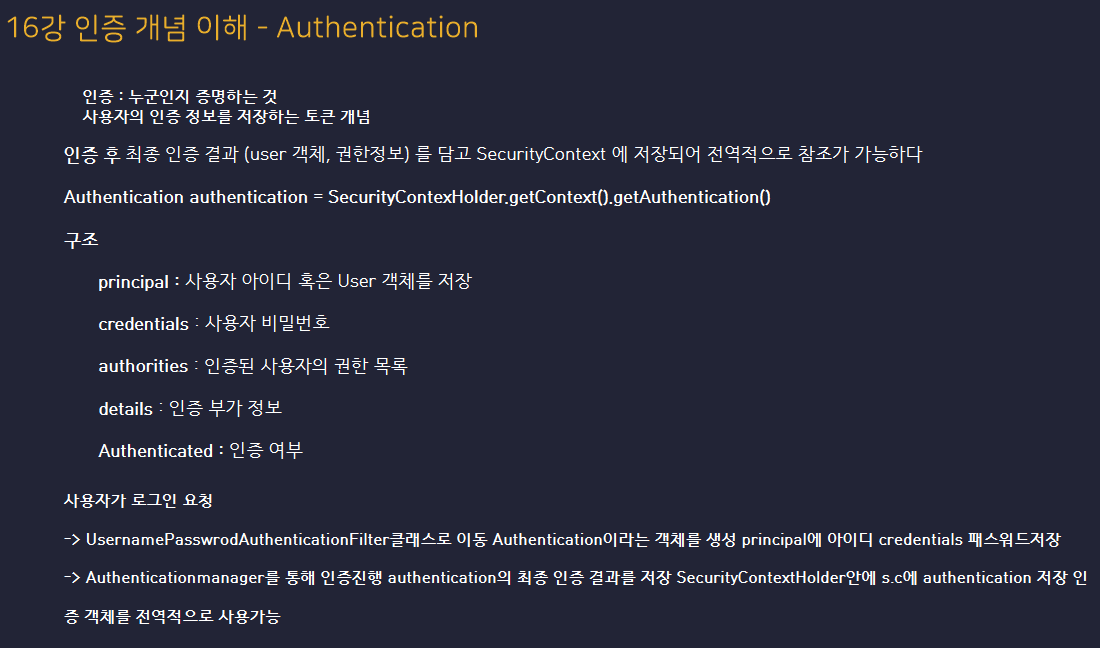 16강 인증 개념 이해 - Authentication
인증 : 누군인지 증명하는 것
사용자의 인증 정보를 저장하는 토큰 개념
인증 후 최종 인증 결과 (user 객체, 권한정보) 를 담고 SecurityContext 에 저장되어 전역적으로 참조가 가능하다
Authentication authentication = SecurityContexHolder.getContext().getAuthentication()
구조
principal : 사용자 아이디 혹은 User 객체를 저장
credentials : 사용자 비밀번호
authorities : 인증된 사용자의 권한 목록
details : 인증 부가 정보
Authenticated : 인증 여부
사용자가 로그인 요청
-> UsernamePasswrodAuthenticationFilter클래스로 이동 Authentication이라는 객체를 생성 principal에 아이디 credentials 패스워드저장
-> Authenticationmanager를 통해 인증진행 authentication의 최종 인증 결과를 저장 SecurityContextHolder안에 s.c에 authentication 저장 인
증 객체를 전역적으로 사용가능